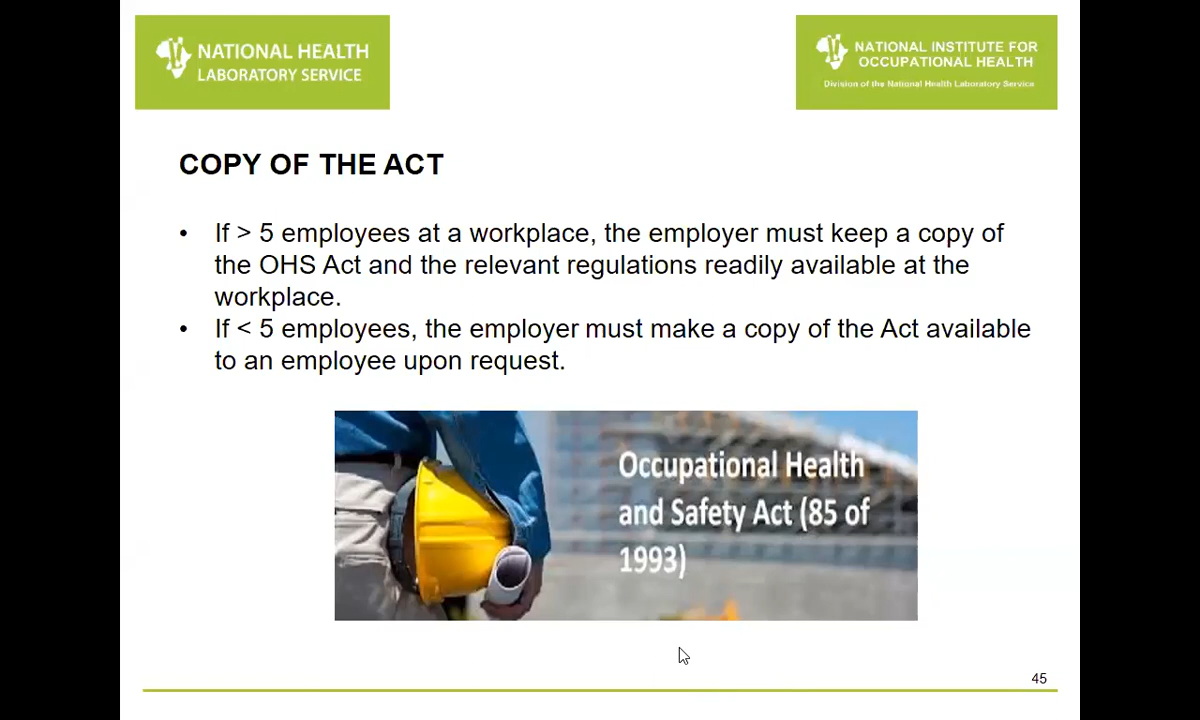 NATIONAL HEALTH
LABORATORY SERVICE
NATIONAL INSTITUTE FOR
OCCUPATIONAL HEALTH
Division of the National Health Laboratory Service
COPY OF THE ACT
• If > 5 employees at a workplace, the employer must keep a copy of
the OHS Act and the relevant regulations readily available at the
workplace.
• If < 5 employees, the employer must make a copy of the Act available
to an employee upon request.
Occupational Health
and Safety Act (85 of
1993)
45